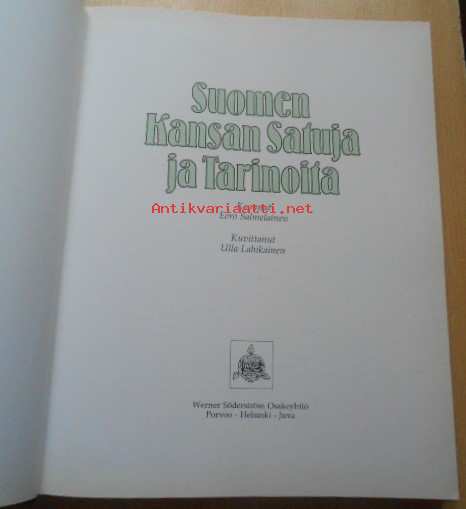 Suomen
Kansan Satuja
ja Tarinoita
Antikvariaatti.net
Eero Salmelainen
Kuvittanut
Ulla Lahikainen
Werner Söderström Osakeyhtiö
Porvoo - Helsinki - Juva